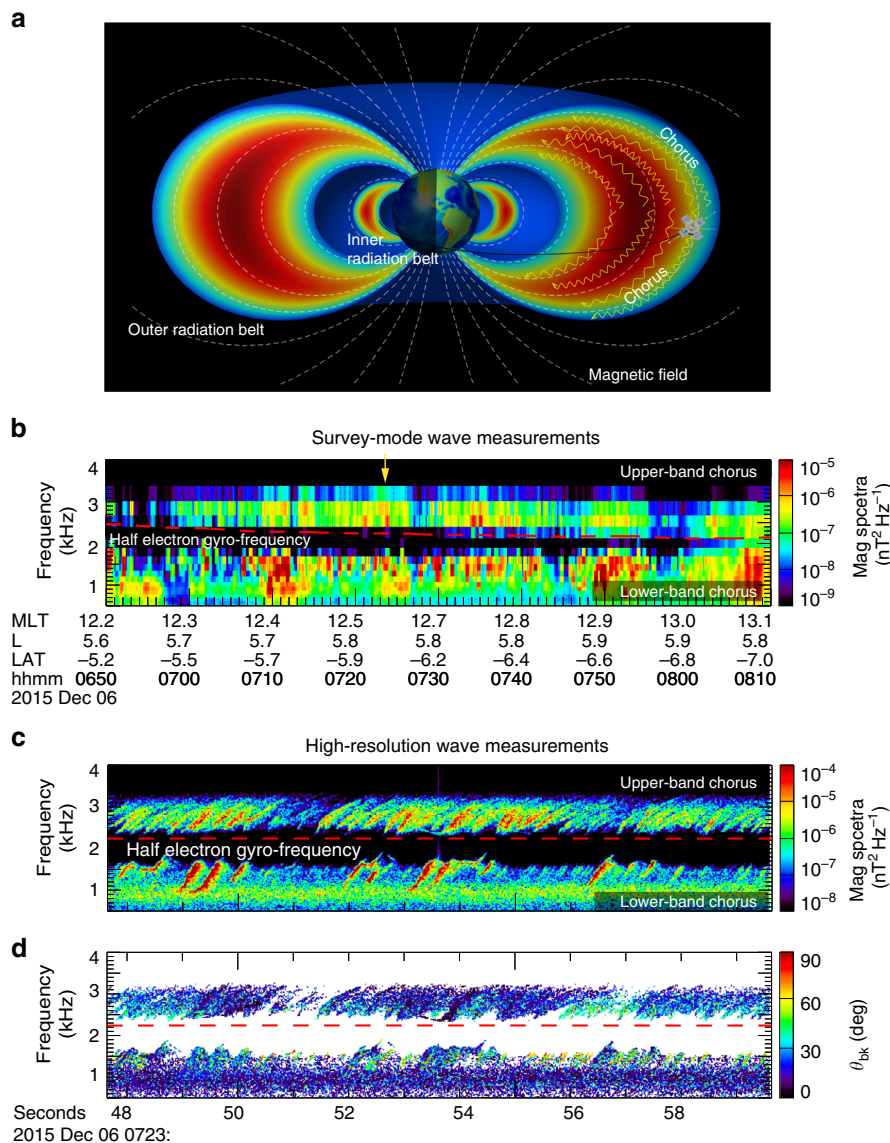 a
Chorus
Inner
radiation belt
Chorus
Outer radiation belt
Magnetic field
b
Survey-mode wave measurements
Frequency
(kHz)
4
3
2
1
Upper-band chorus
Half electron gyro-frequency
Lower-band chorus
10⁻⁵
10⁻⁶
10⁻⁷
10⁻⁸
10⁻⁹
Mag spcetra
(nT² Hz⁻¹)
MLT 12.2 12.3 12.4 12.5 12.7 12.8 12.9 13.0 13.1
L 5.6 5.7 5.7 5.8 5.8 5.8 5.9 5.9 5.8
LAT –5.2 –5.5 –5.7 –5.9 –6.2 –6.4 –6.6 –6.8 –7.0
hhmm 0650 0700 0710 0720 0730 0740 0750 0800 0810
2015 Dec 06
c
High-resolution wave measurements
Frequency
(kHz)
4
3
2
1
Upper-band chorus
Half electron gyro-frequency
Lower-band chorus
10⁻⁴
10⁻⁵
10⁻⁶
10⁻⁷
10⁻⁸
Mag spcetra
(nT² Hz⁻¹)
d
Frequency
(kHz)
4
3
2
1
90
60
30
0
θbk (deg)
Seconds 48 50 52 54 56 58
2015 Dec 06 0723: